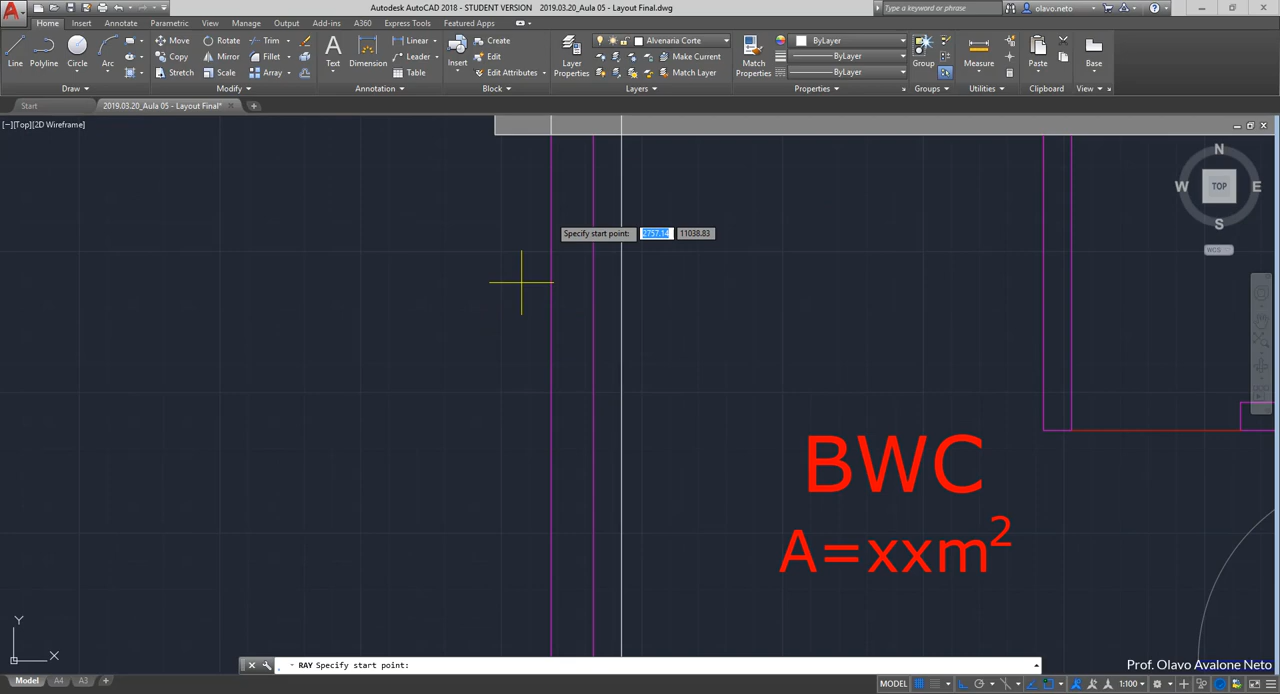 Autodesk AutoCAD 2018 - STUDENT VERSION 2019.03.20_Aula 05 - Layout Final.dwg
Type a keyword or phrase
olavo.neto
Home Insert Annotate Parametric View Manage Output Add-ins A360 Express Tools Featured Apps
Line Polyline Circle Arc
Move Rotate Trim
Copy Mirror Fillet
Stretch Scale Array
Text Dimension
Linear
Leader
Table
Insert
Create
Edit
Edit Attributes
Layer Properties
Alvenaria Corte
Make Current
Match Layer
Match Properties
ByLayer
ByLayer
ByLayer
Group
Measure
Paste
Base
Draw Modify Annotation Block Layers Properties Groups Utilities Clipboard View
Start 2019.03.20_Aula 05 - Layout Final*
[−][Top][2D Wireframe]
N
W TOP E
S
WCS
Specify start point: 2757.14 11038.83
BWC
A=xxm²
Y
X
RAY Specify start point:
Prof. Olavo Avalone Neto
Model A4 A3
MODEL 1:100